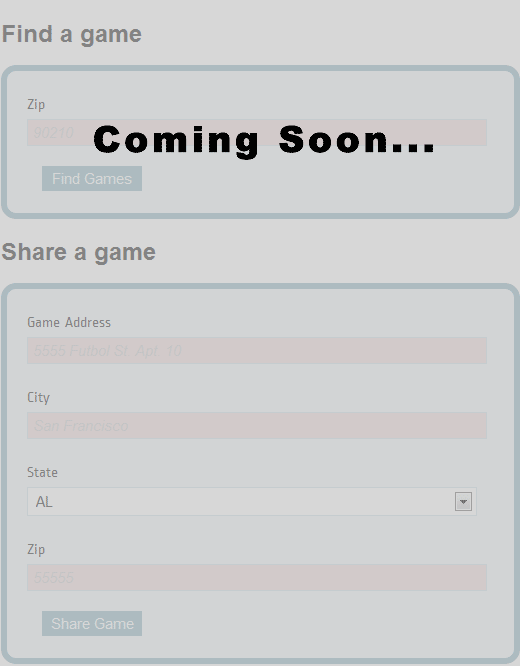 Find a game
Zip
90210
Coming Soon...
Find Games
Share a game
Game Address
5555 Futbol St. Apt. 10
City
San Francisco
State
AL
Zip
55555
Share Game